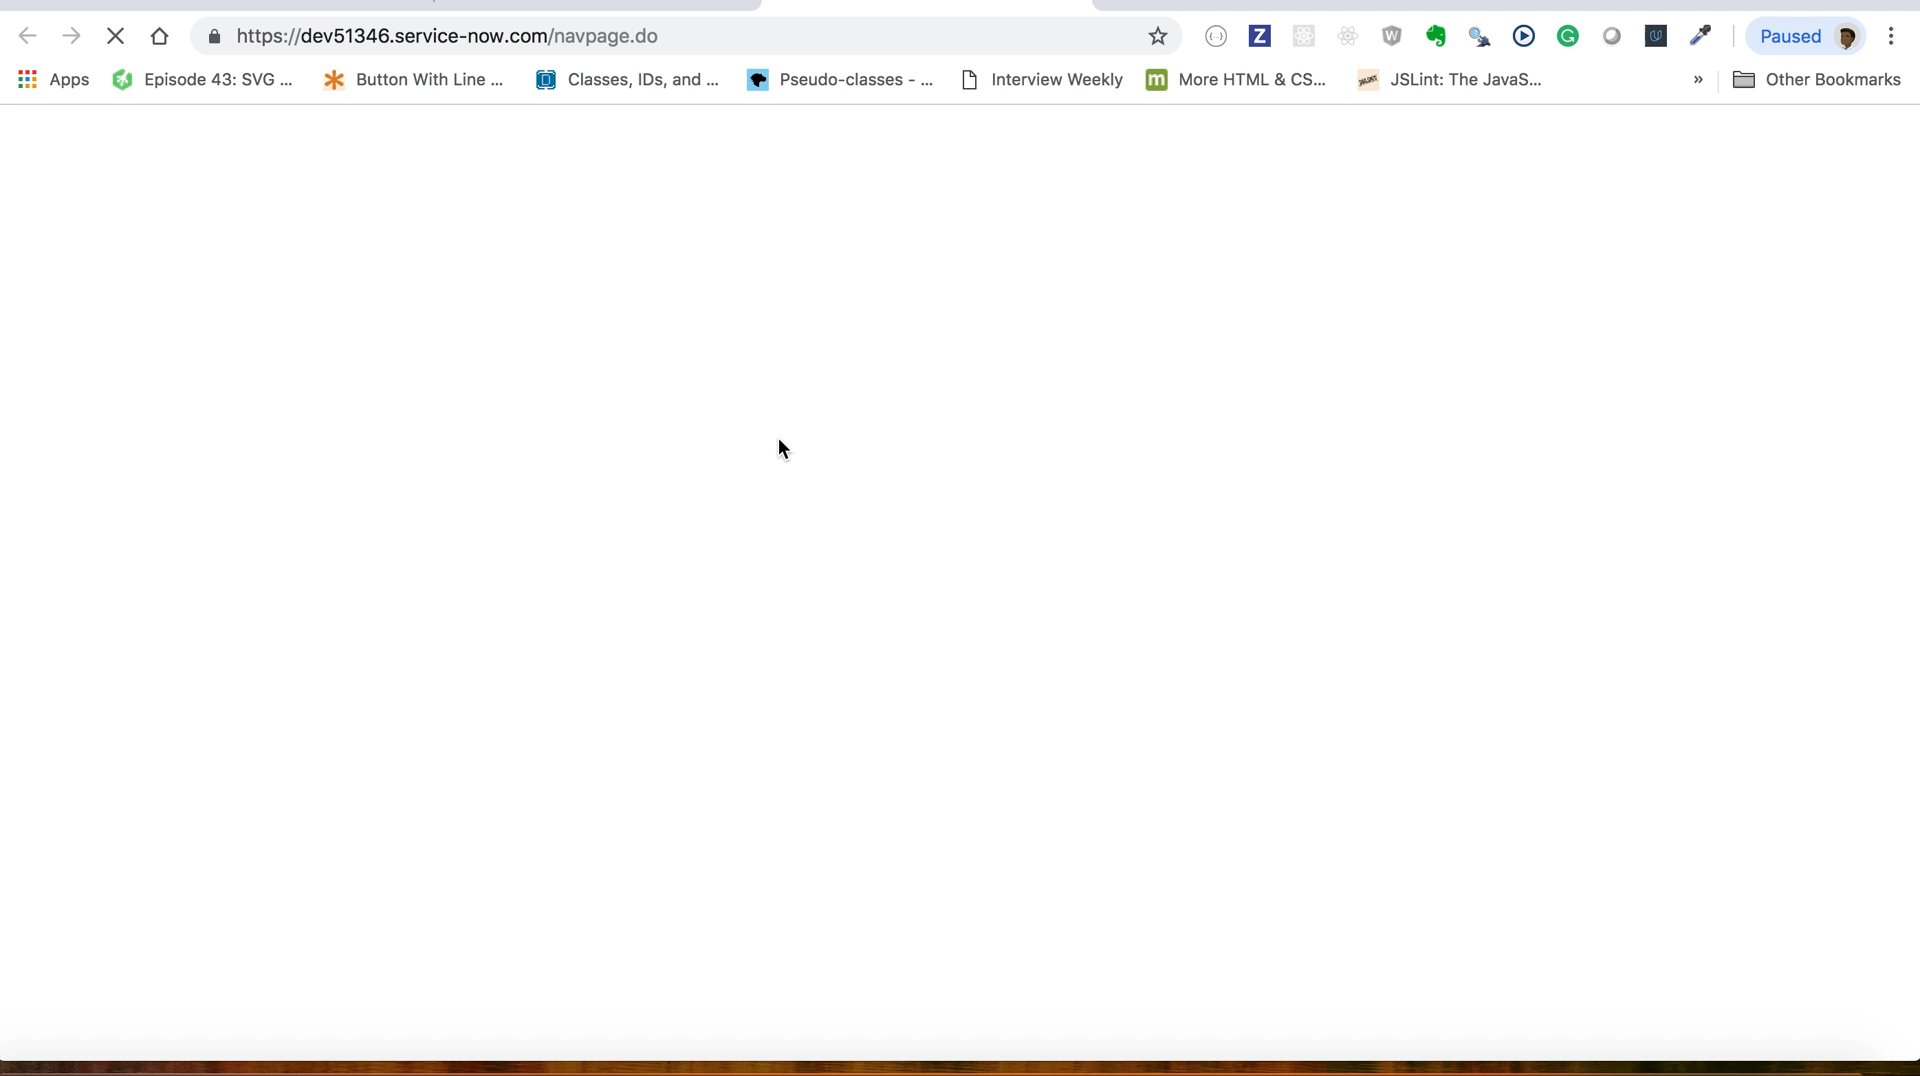 https://dev51346.service-now.com/navpage.do
Paused
Apps
Episode 43: SVG ...
Button With Line ...
Classes, IDs, and ...
Pseudo-classes - ...
Interview Weekly
More HTML & CS...
JSLint: The JavaS...
»
Other Bookmarks